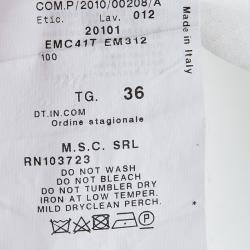 COM.P/2010/00208/A
Etic. Lav. 012
20101
EMC41T EM312
100
Made in Italy
TG. 36
DT.IN.COM
Ordine stagionale
M.S.C. SRL
RN103723
DO NOT WASH
DO NOT BLEACH
DO NOT TUMBLER DRY
IRON AT LOW TEMPER.
MILD DRYCLEAN PERCH.
*
P